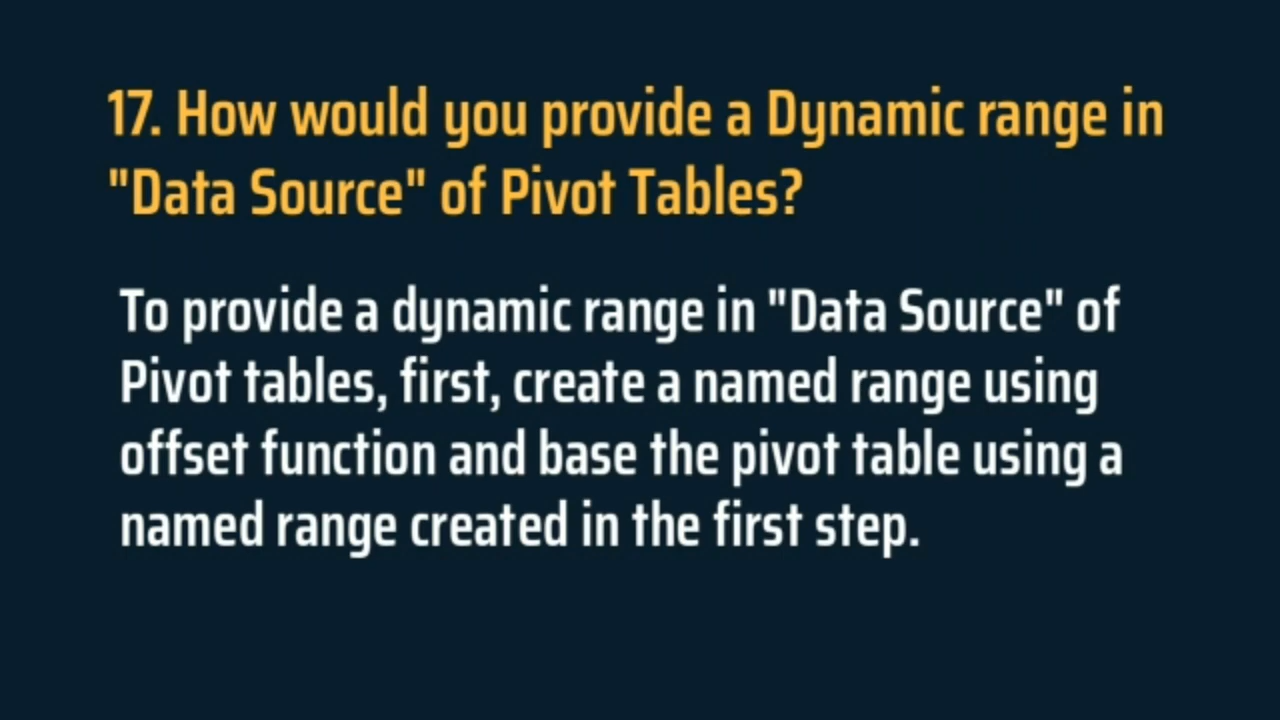 17. How would you provide a Dynamic range in
"Data Source" of Pivot Tables?
To provide a dynamic range in "Data Source" of
Pivot tables, first, create a named range using
offset function and base the pivot table using a
named range created in the first step.